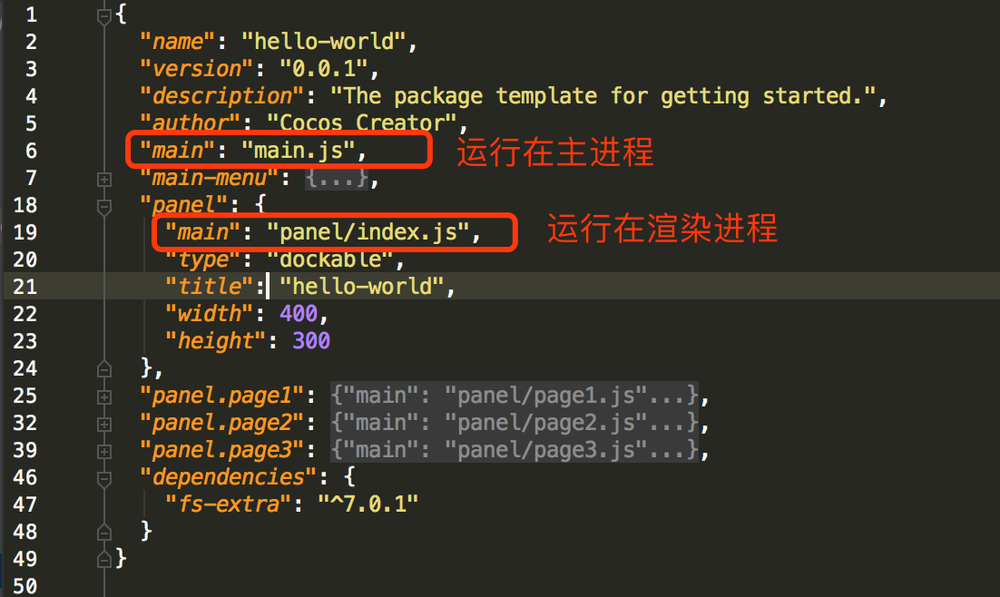 1 {
2 "name": "hello-world",
3 "version": "0.0.1",
4 "description": "The package template for getting started.",
5 "author": "Cocos Creator",
6 "main": "main.js", 运行在主进程
7 "main-menu": {...},
18 "panel": {
19 "main": "panel/index.js", 运行在渲染进程
20 "type": "dockable",
21 "title": "hello-world",
22 "width": 400,
23 "height": 300
24 },
25 "panel.page1": {"main": "panel/page1.js"...},
32 "panel.page2": {"main": "panel/page2.js"...},
39 "panel.page3": {"main": "panel/page3.js"...},
46 "dependencies": {
47 "fs-extra": "^7.0.1"
48 }
49 }
50